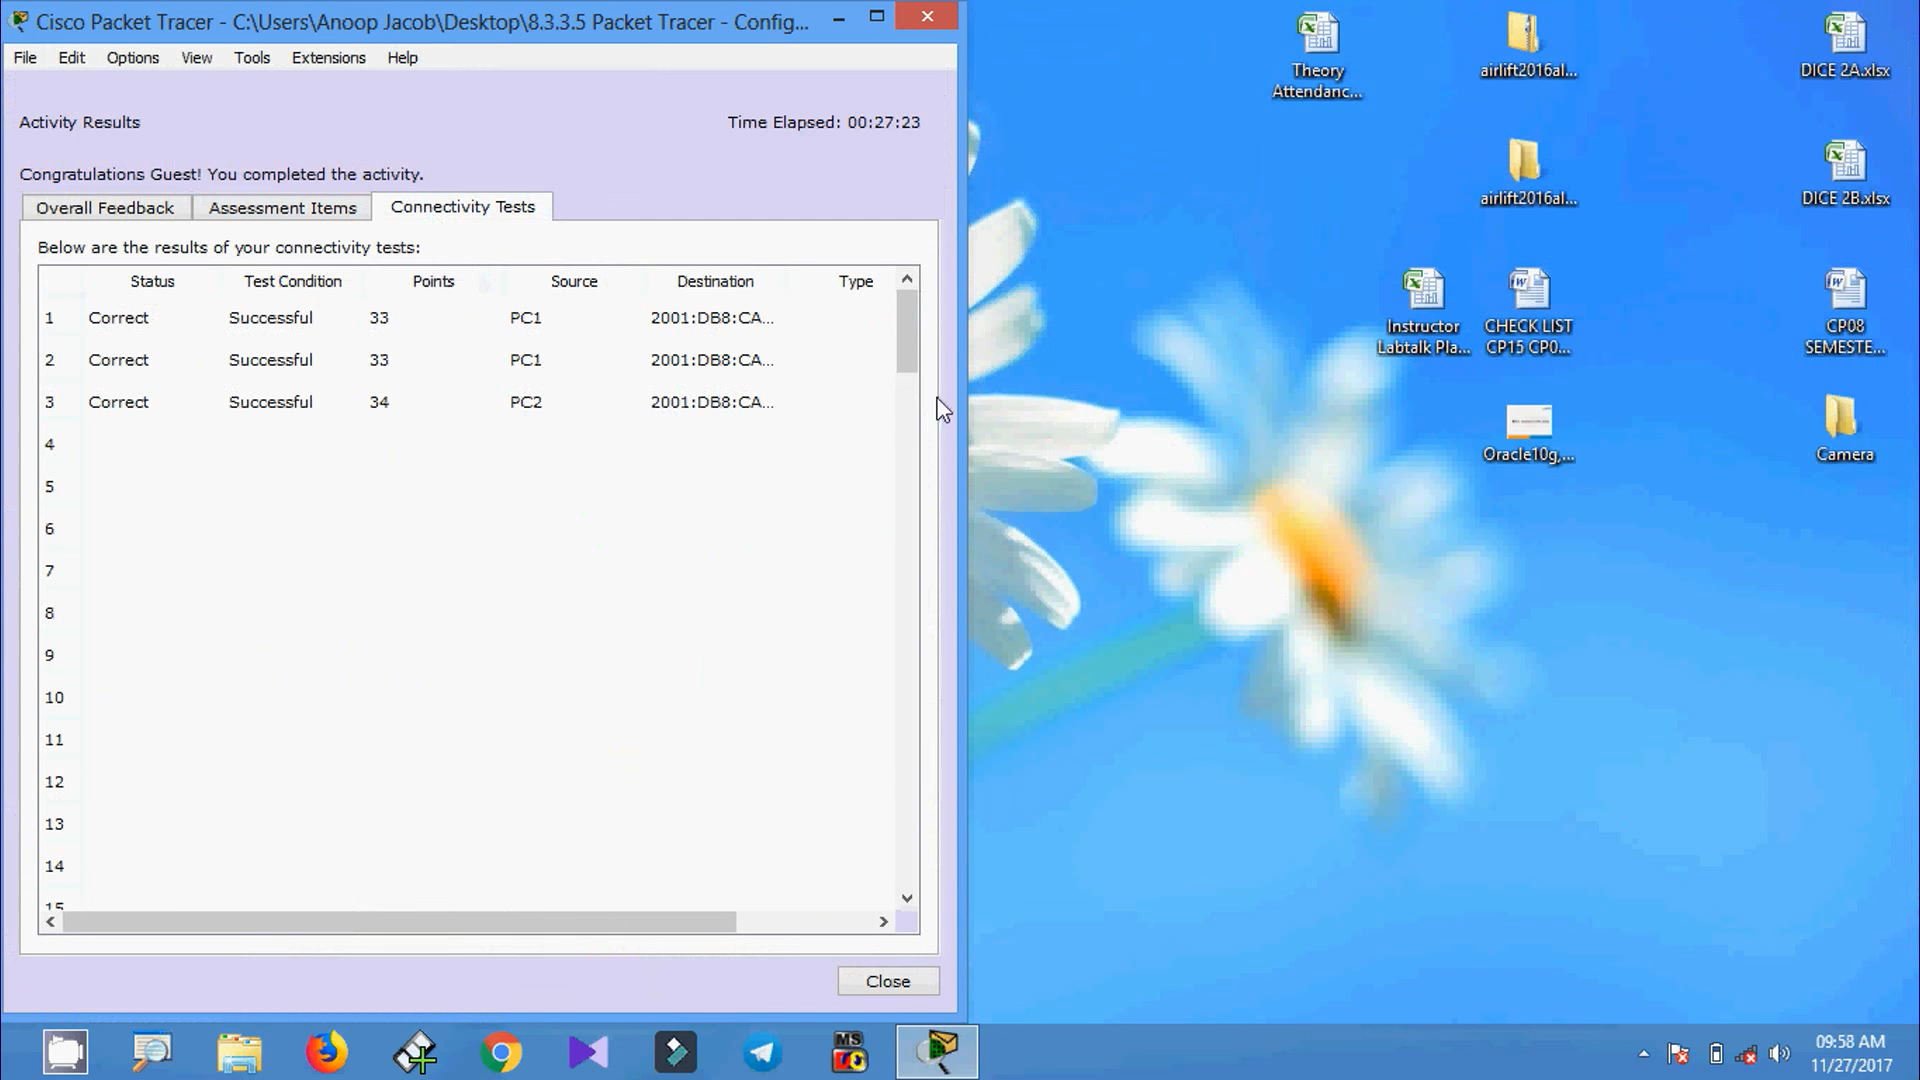 Cisco Packet Tracer - C:\Users\Anoop Jacob\Desktop\8.3.3.5 Packet Tracer - Config...
File Edit Options View Tools Extensions Help
Activity Results
Time Elapsed: 00:27:23
Congratulations Guest! You completed the activity.
Overall Feedback Assessment Items Connectivity Tests
Below are the results of your connectivity tests:
Status Test Condition Points Source Destination Type
1 Correct Successful 33 PC1 2001:DB8:CA...
2 Correct Successful 33 PC1 2001:DB8:CA...
3 Correct Successful 34 PC2 2001:DB8:CA...
4
5
6
7
8
9
10
11
12
13
14
15
Close
Theory
Attendanc...
airlift2016al...
DICE 2A.xlsx
airlift2016al...
DICE 2B.xlsx
Instructor
Labtalk Pla...
CHECK LIST
CP15 CP0...
CP08
SEMESTE...
Oracle10g,...
Camera
MS
09:58 AM
11/27/2017